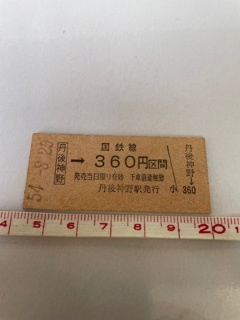 54.-8.25
丹後神野
国鉄線
→ 360円区間
発売当日限り有効 下車前途無効
丹後神野駅発行
丹後神野→
小 360
4 5 6 7 8 9 20